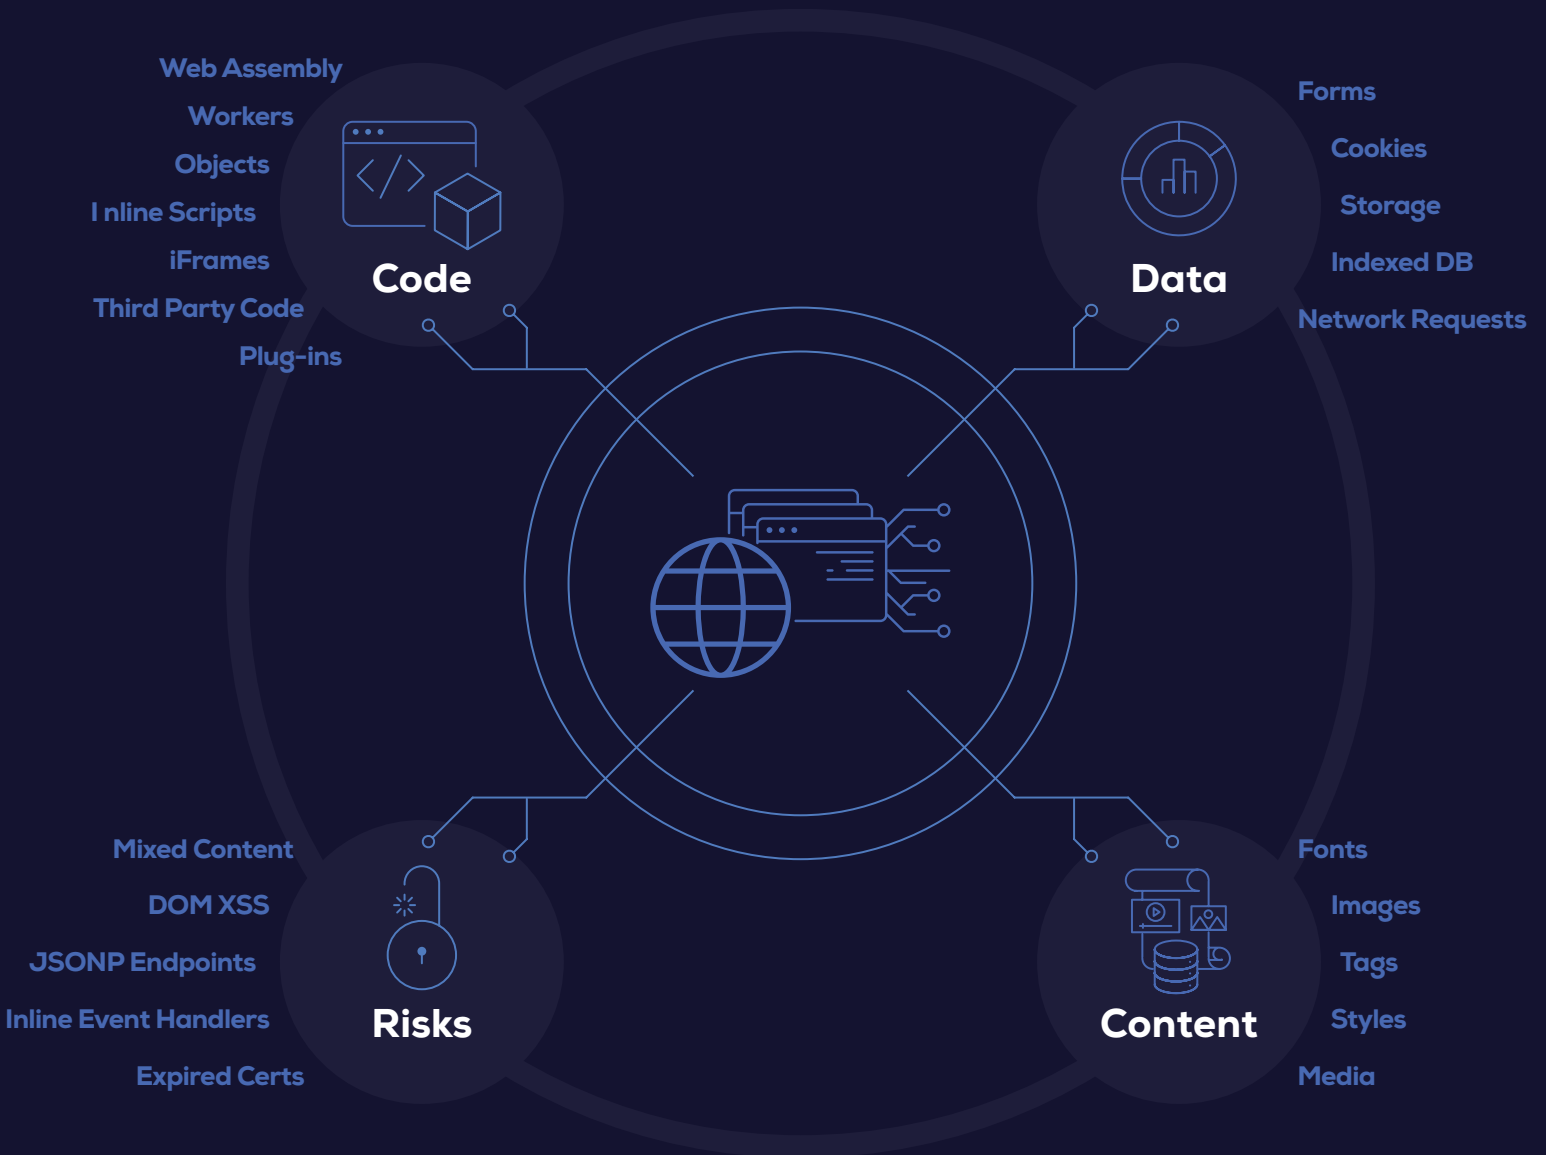 Web Assembly
Workers
Objects
I nline Scripts
iFrames
Third Party Code
Plug-ins
Code
Forms
Cookies
Storage
Indexed DB
Network Requests
Data
Mixed Content
DOM XSS
JSONP Endpoints
Inline Event Handlers
Expired Certs
Risks
Fonts
Images
Tags
Styles
Media
Content